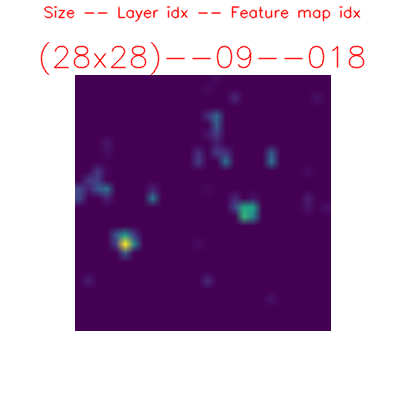 Size -- Layer idx -- Feature map idx
(28x28)--09--018